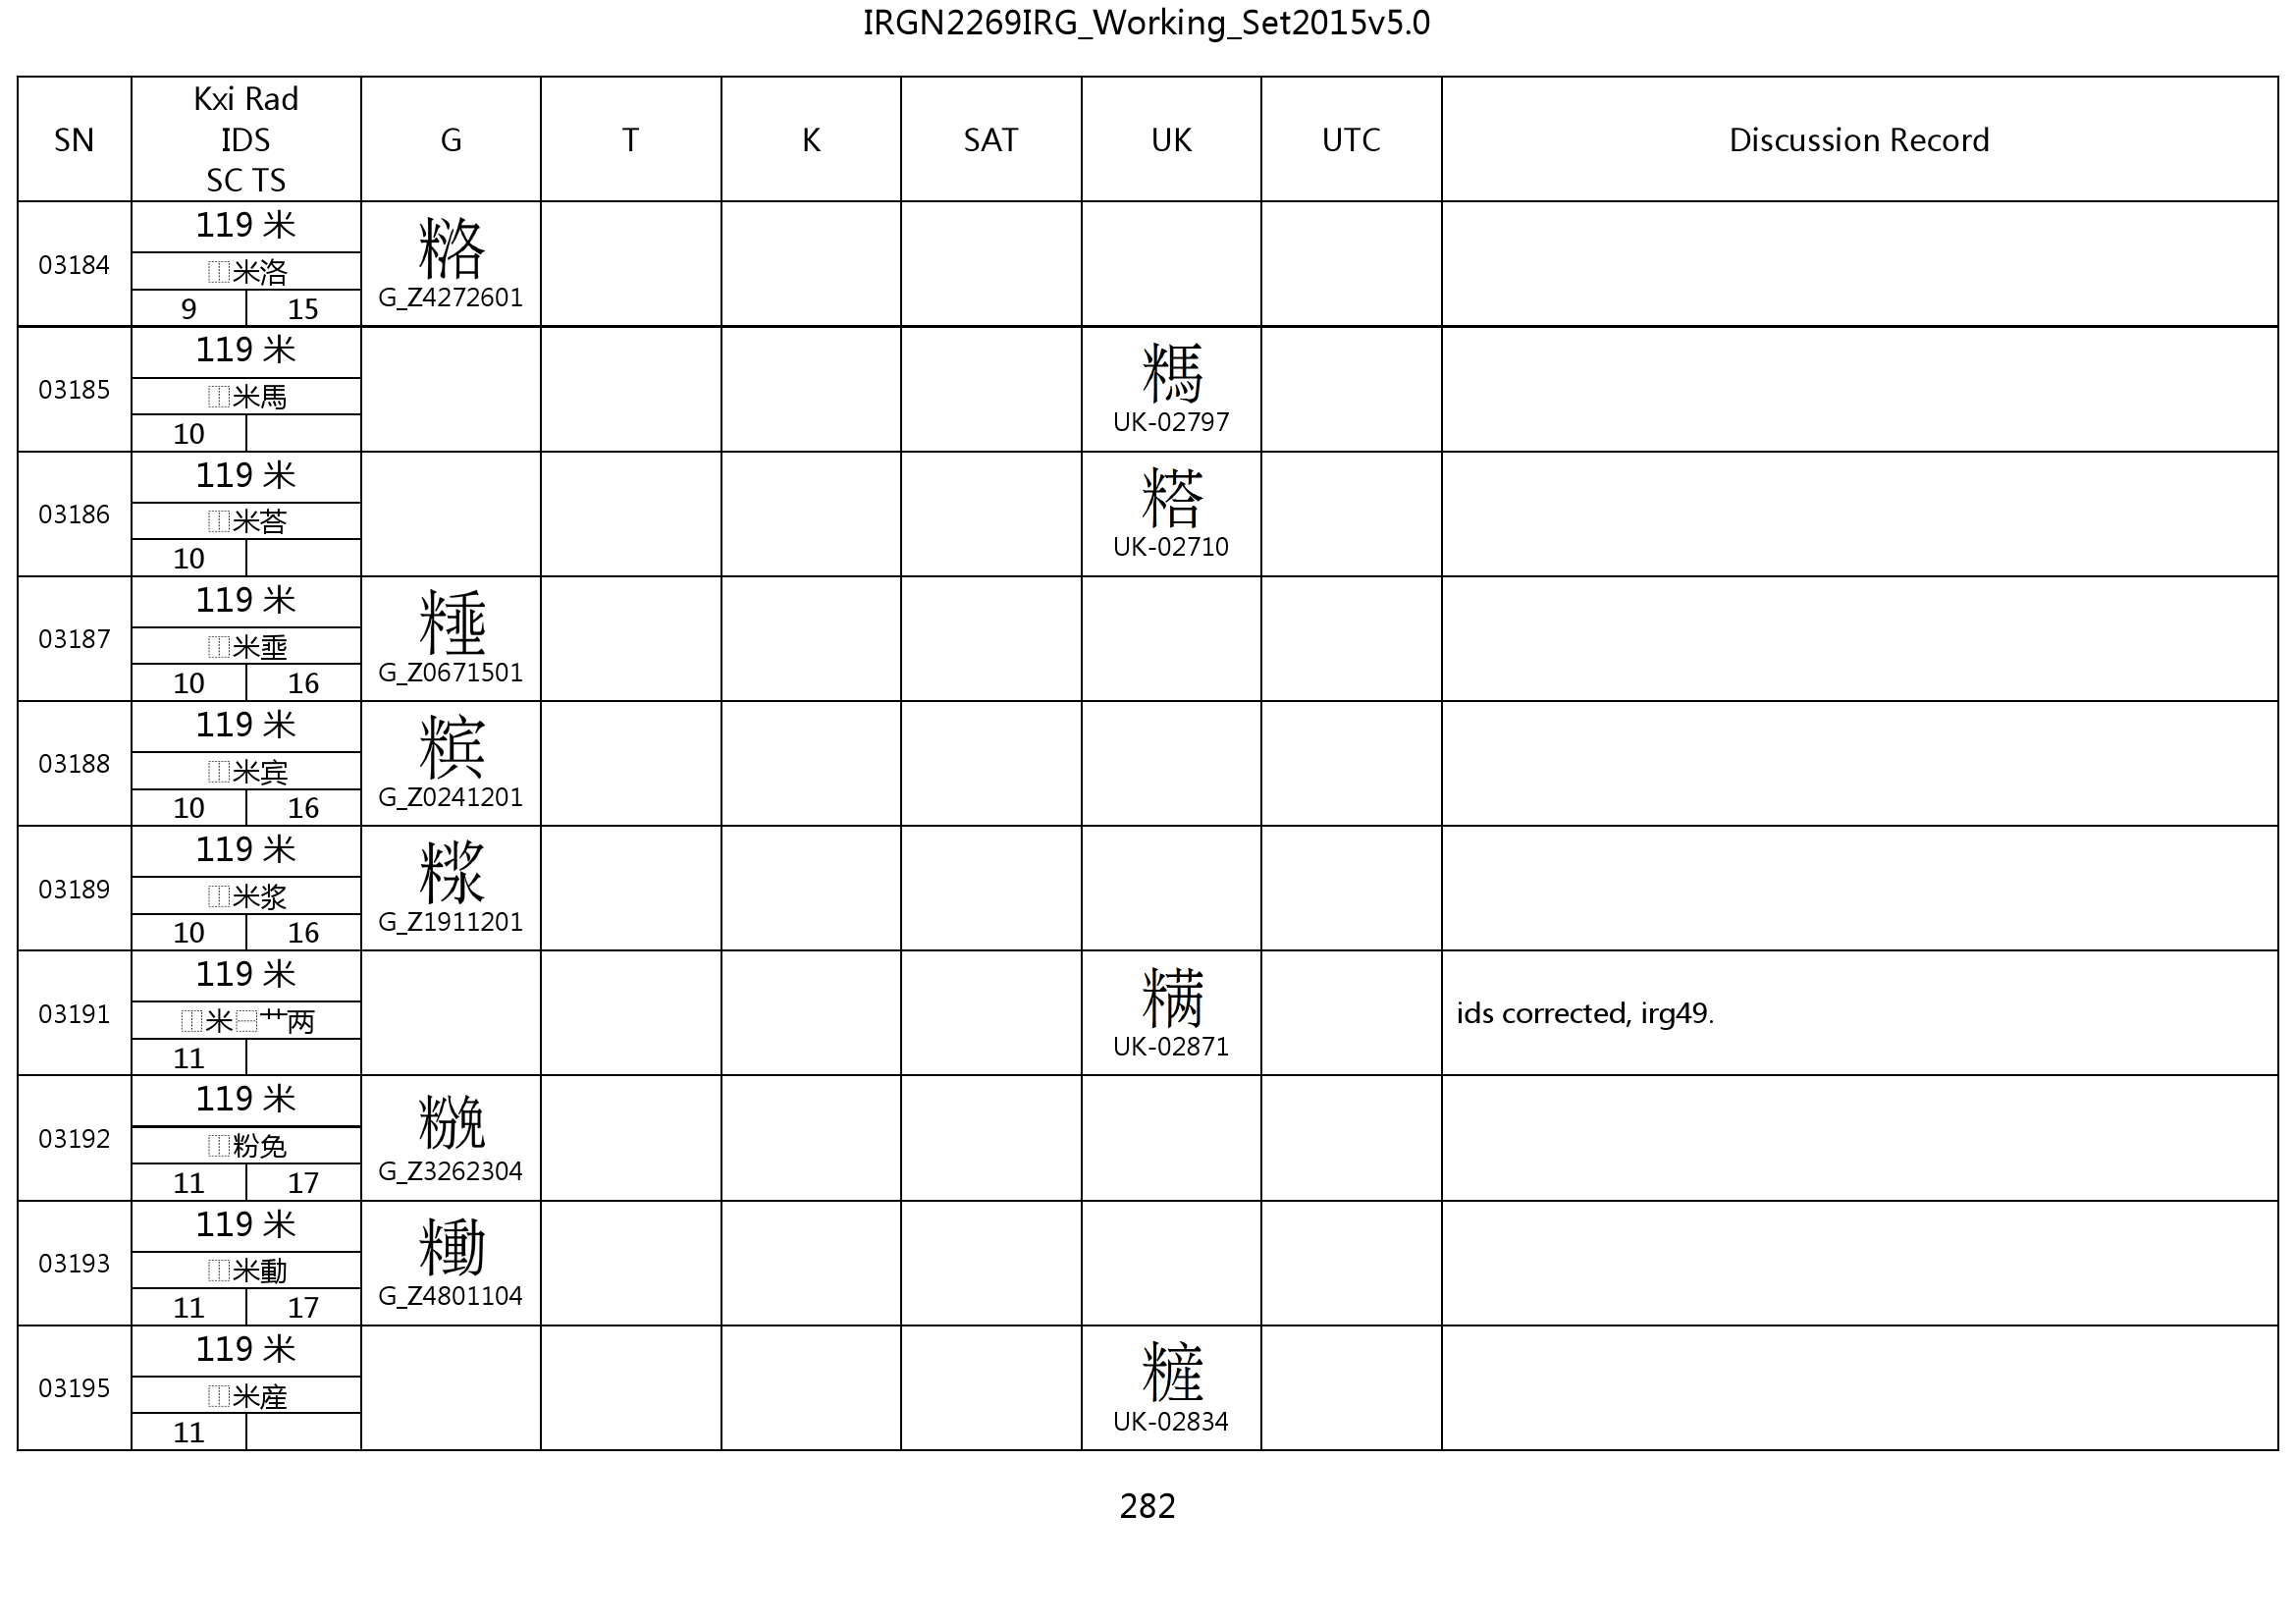 IRGN2269IRG_Working_Set2015v5.0
SN
Kxi Rad
IDS
SC TS
G
T
K
SAT
UK
UTC
Discussion Record
03184
119 米
⿰米洛
9 15
G_Z4272601
03185
119 米
⿰米馬
10
UK-02797
03186
119 米
⿰米荅
10
UK-02710
03187
119 米
⿰米埀
10 16
G_Z0671501
03188
119 米
⿰米宾
10 16
G_Z0241201
03189
119 米
⿰米浆
10 16
G_Z1911201
03191
119 米
⿰米⿱艹两
11
UK-02871
ids corrected, irg49.
03192
119 米
⿰粉免
11 17
G_Z3262304
03193
119 米
⿰米動
11 17
G_Z4801104
03195
119 米
⿰米産
11
UK-02834
282